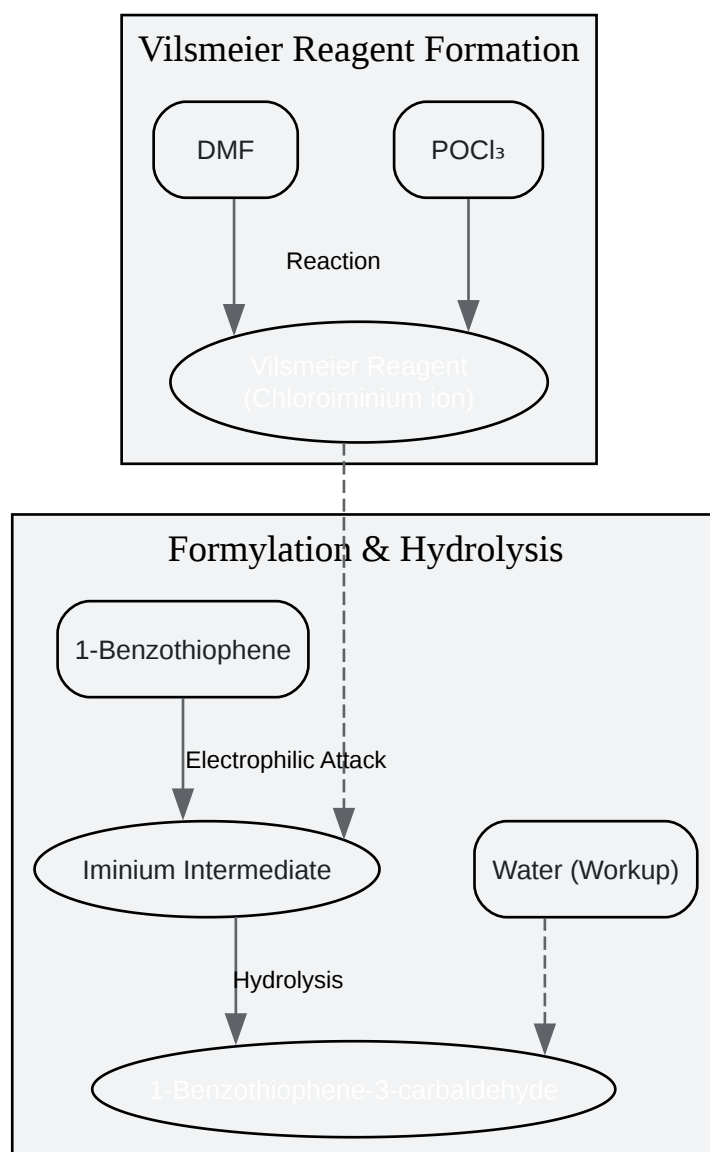 Vilsmeier Reagent Formation
DMF
POCl₃
Reaction
Vilsmeier Reagent
(Chloroiminium ion)
Formylation & Hydrolysis
1-Benzothiophene
Electrophilic Attack
Iminium Intermediate
Water (Workup)
Hydrolysis
1-Benzothiophene-3-carbaldehyde